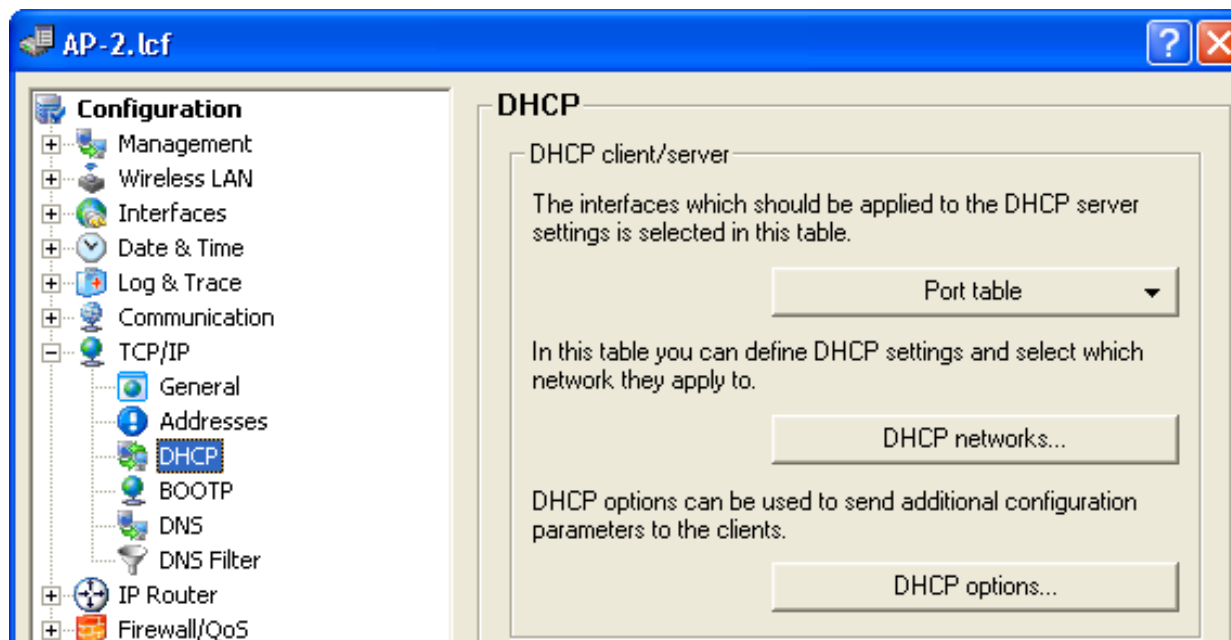 AP-2.lcf
Configuration
Management
Wireless LAN
Interfaces
Date & Time
Log & Trace
Communication
TCP/IP
General
Addresses
DHCP
BOOTP
DNS
DNS Filter
IP Router
Firewall/QoS
DHCP
DHCP client/server
The interfaces which should be applied to the DHCP server
settings is selected in this table.
Port table
In this table you can define DHCP settings and select which
network they apply to.
DHCP networks...
DHCP options can be used to send additional configuration
parameters to the clients.
DHCP options...